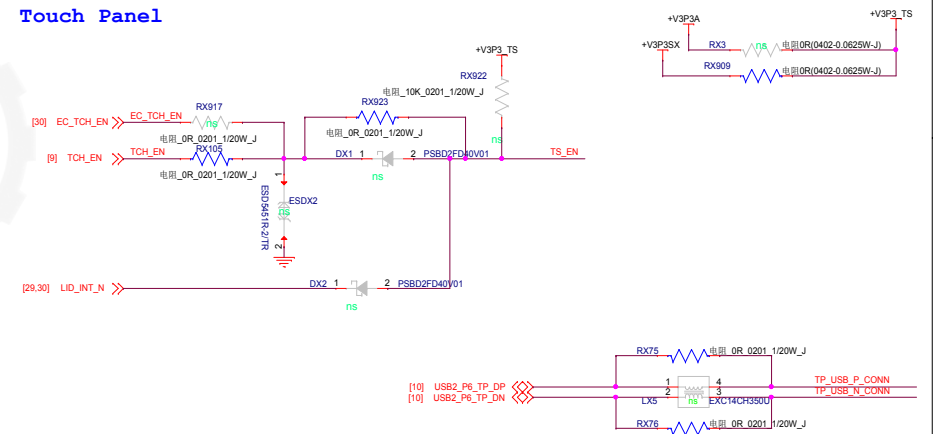 Touch Panel
+V3P3_TS
+V3P3A
+V3P3SX
RX3
ns
电阻0R(0402-0.0625W-J)
RX909
电阻0R(0402-0.0625W-J)
+V3P3_TS
RX922
电阻_10K_0201_1/20W_J
ns
RX917
[30] EC_TCH_EN
EC_TCH_EN
ns
电阻_0R_0201_1/20W_J
RX923
电阻_0R_0201_1/20W_J
[9] TCH_EN
TCH_EN
RX105
电阻_0R_0201_1/20W_J
DX1 1 2 PSBD2FD40V01
ns
TS_EN
1
ESDX2
ns
ESD5451R-2/TR
2
[29,30] LID_INT_N
DX2 1 2 PSBD2FD40V01
ns
RX75
电阻_0R_0201_1/20W_J
[10] USB2_P6_TP_DP
1 4
TP_USB_P_CONN
[10] USB2_P6_TP_DN
2 3
TP_USB_N_CONN
LX5
ns
EXC14CH350U
RX76
电阻_0R_0201_1/20W_J